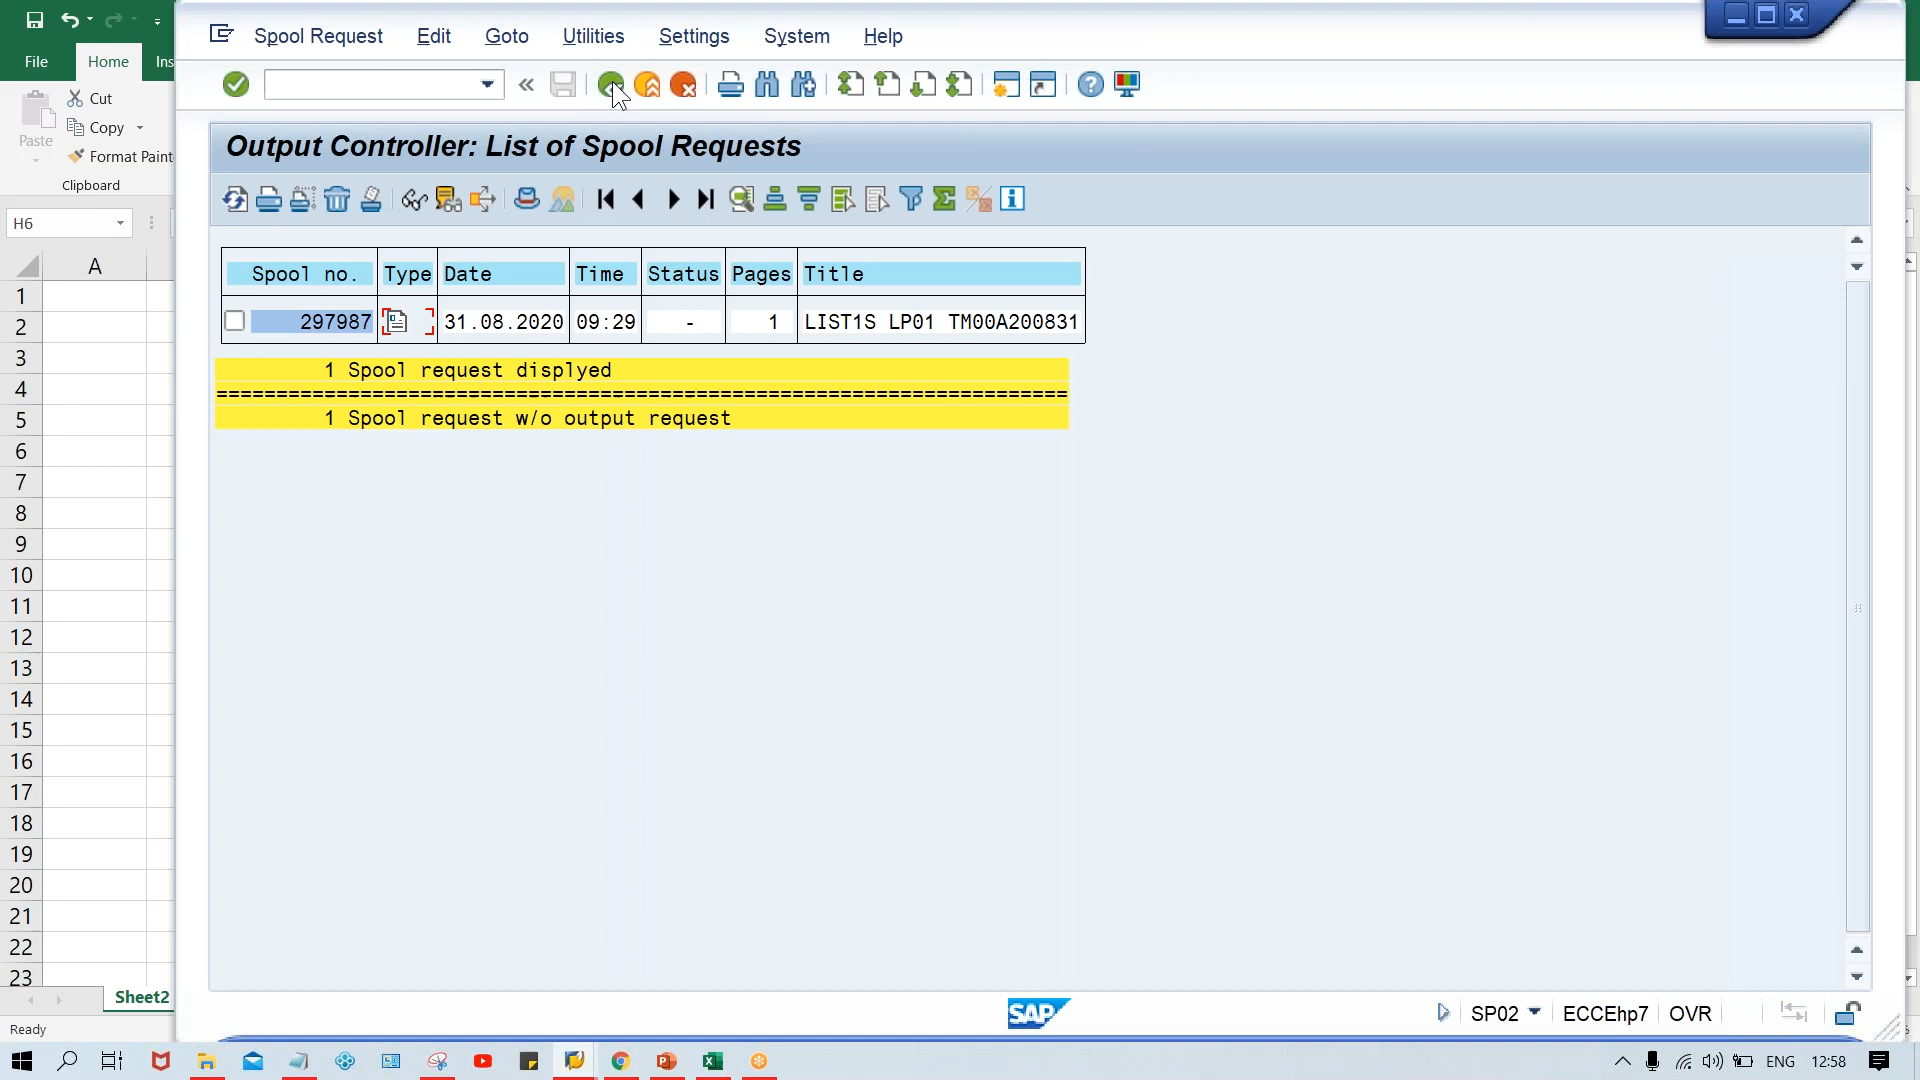 Spool Request Edit Goto Utilities Settings System Help
File Home Ins
Cut
Copy
Format Paint
Paste
Clipboard
H6
A
1
2
3
4
5
6
7
8
9
10
11
12
13
14
15
16
17
18
19
20
21
22
23
Sheet2
Ready
Output Controller: List of Spool Requests
Spool no. Type Date Time Status Pages Title
297987 31.08.2020 09:29 - 1 LIST1S LP01 TM00A200831
1 Spool request displyed
=======================================================================
1 Spool request w/o output request
SAP SP02 ECCEhp7 OVR
ENG 12:58